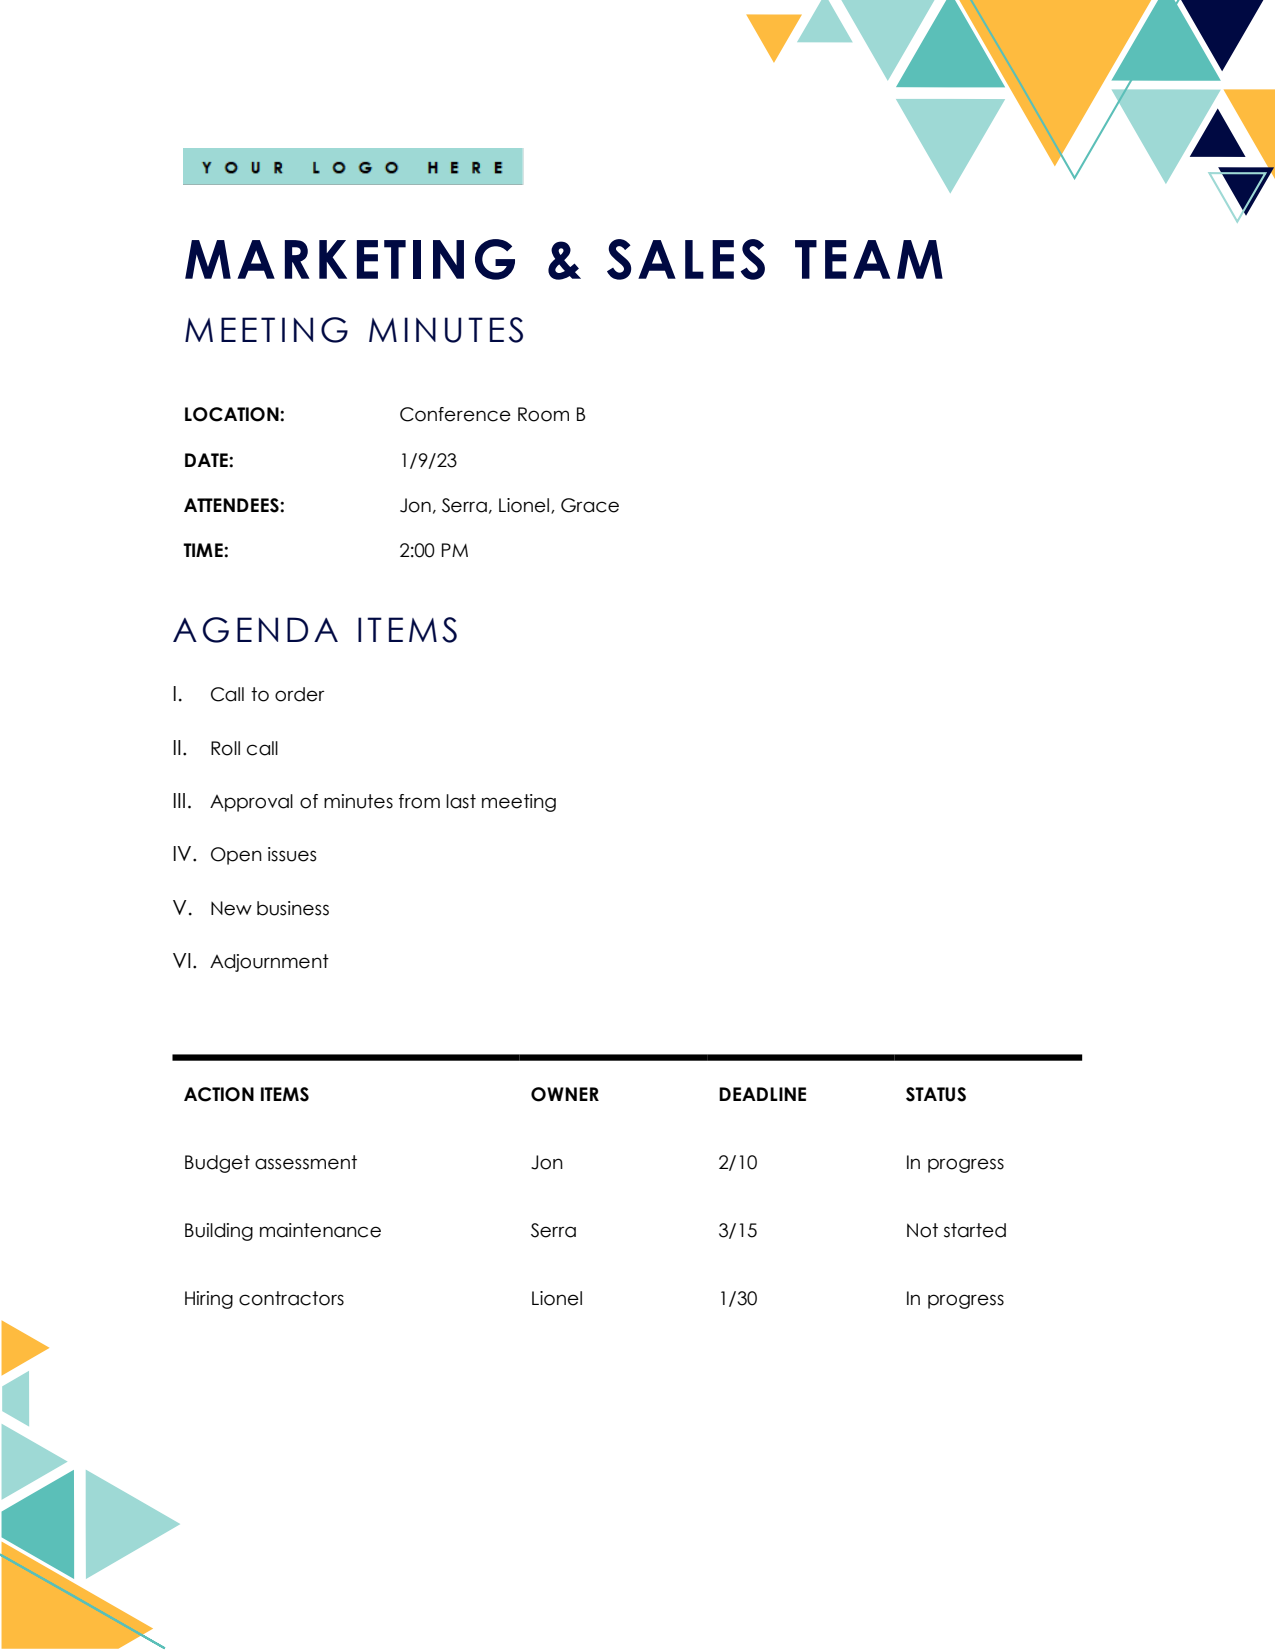 YOUR LOGO HERE
MARKETING & SALES TEAM
MEETING MINUTES
LOCATION: Conference Room B
DATE: 1/9/23
ATTENDEES: Jon, Serra, Lionel, Grace
TIME: 2:00 PM
AGENDA ITEMS
I. Call to order
II. Roll call
III. Approval of minutes from last meeting
IV. Open issues
V. New business
VI. Adjournment
ACTION ITEMS OWNER DEADLINE STATUS
Budget assessment Jon 2/10 In progress
Building maintenance Serra 3/15 Not started
Hiring contractors Lionel 1/30 In progress